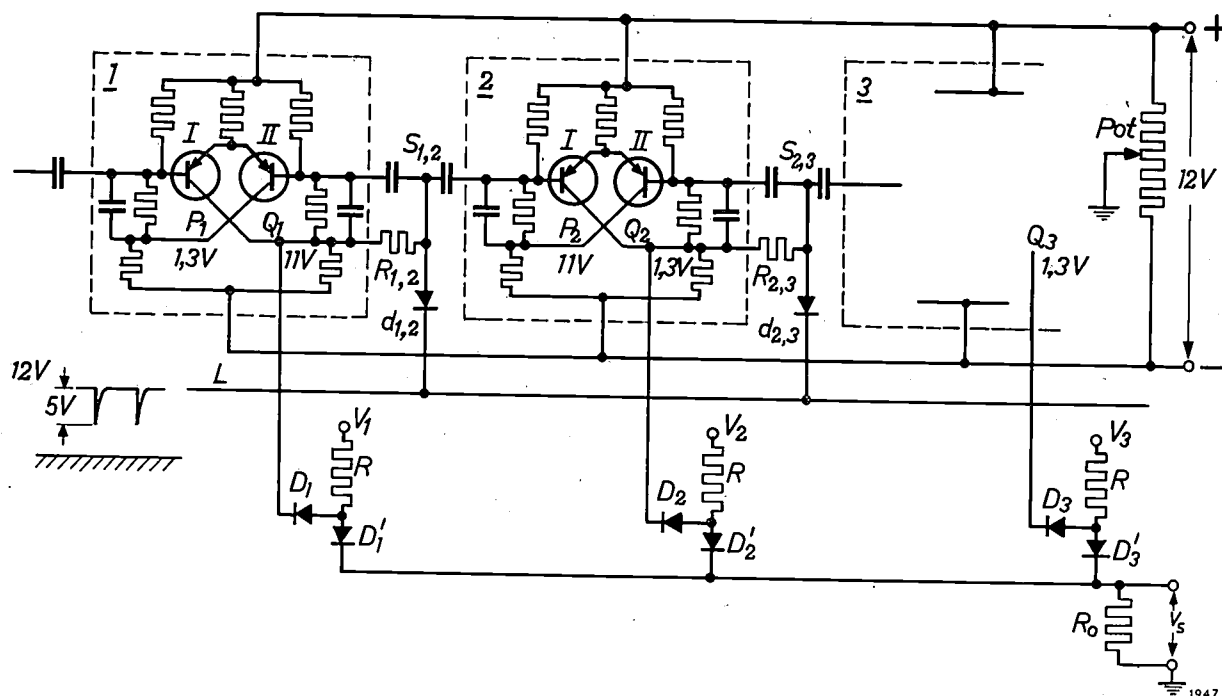 +
1
I
II
P1
1,3V
Q1
11V
S1,2
R1,2
d1,2
2
I
II
P2
11V
Q2
1,3V
S2,3
R2,3
d2,3
3
Q3
1,3V
Pot
12V
−
12V
5V
L
V1
R
D1
D1'
V2
R
D2
D2'
V3
R
D3
D3'
Ro
Vs